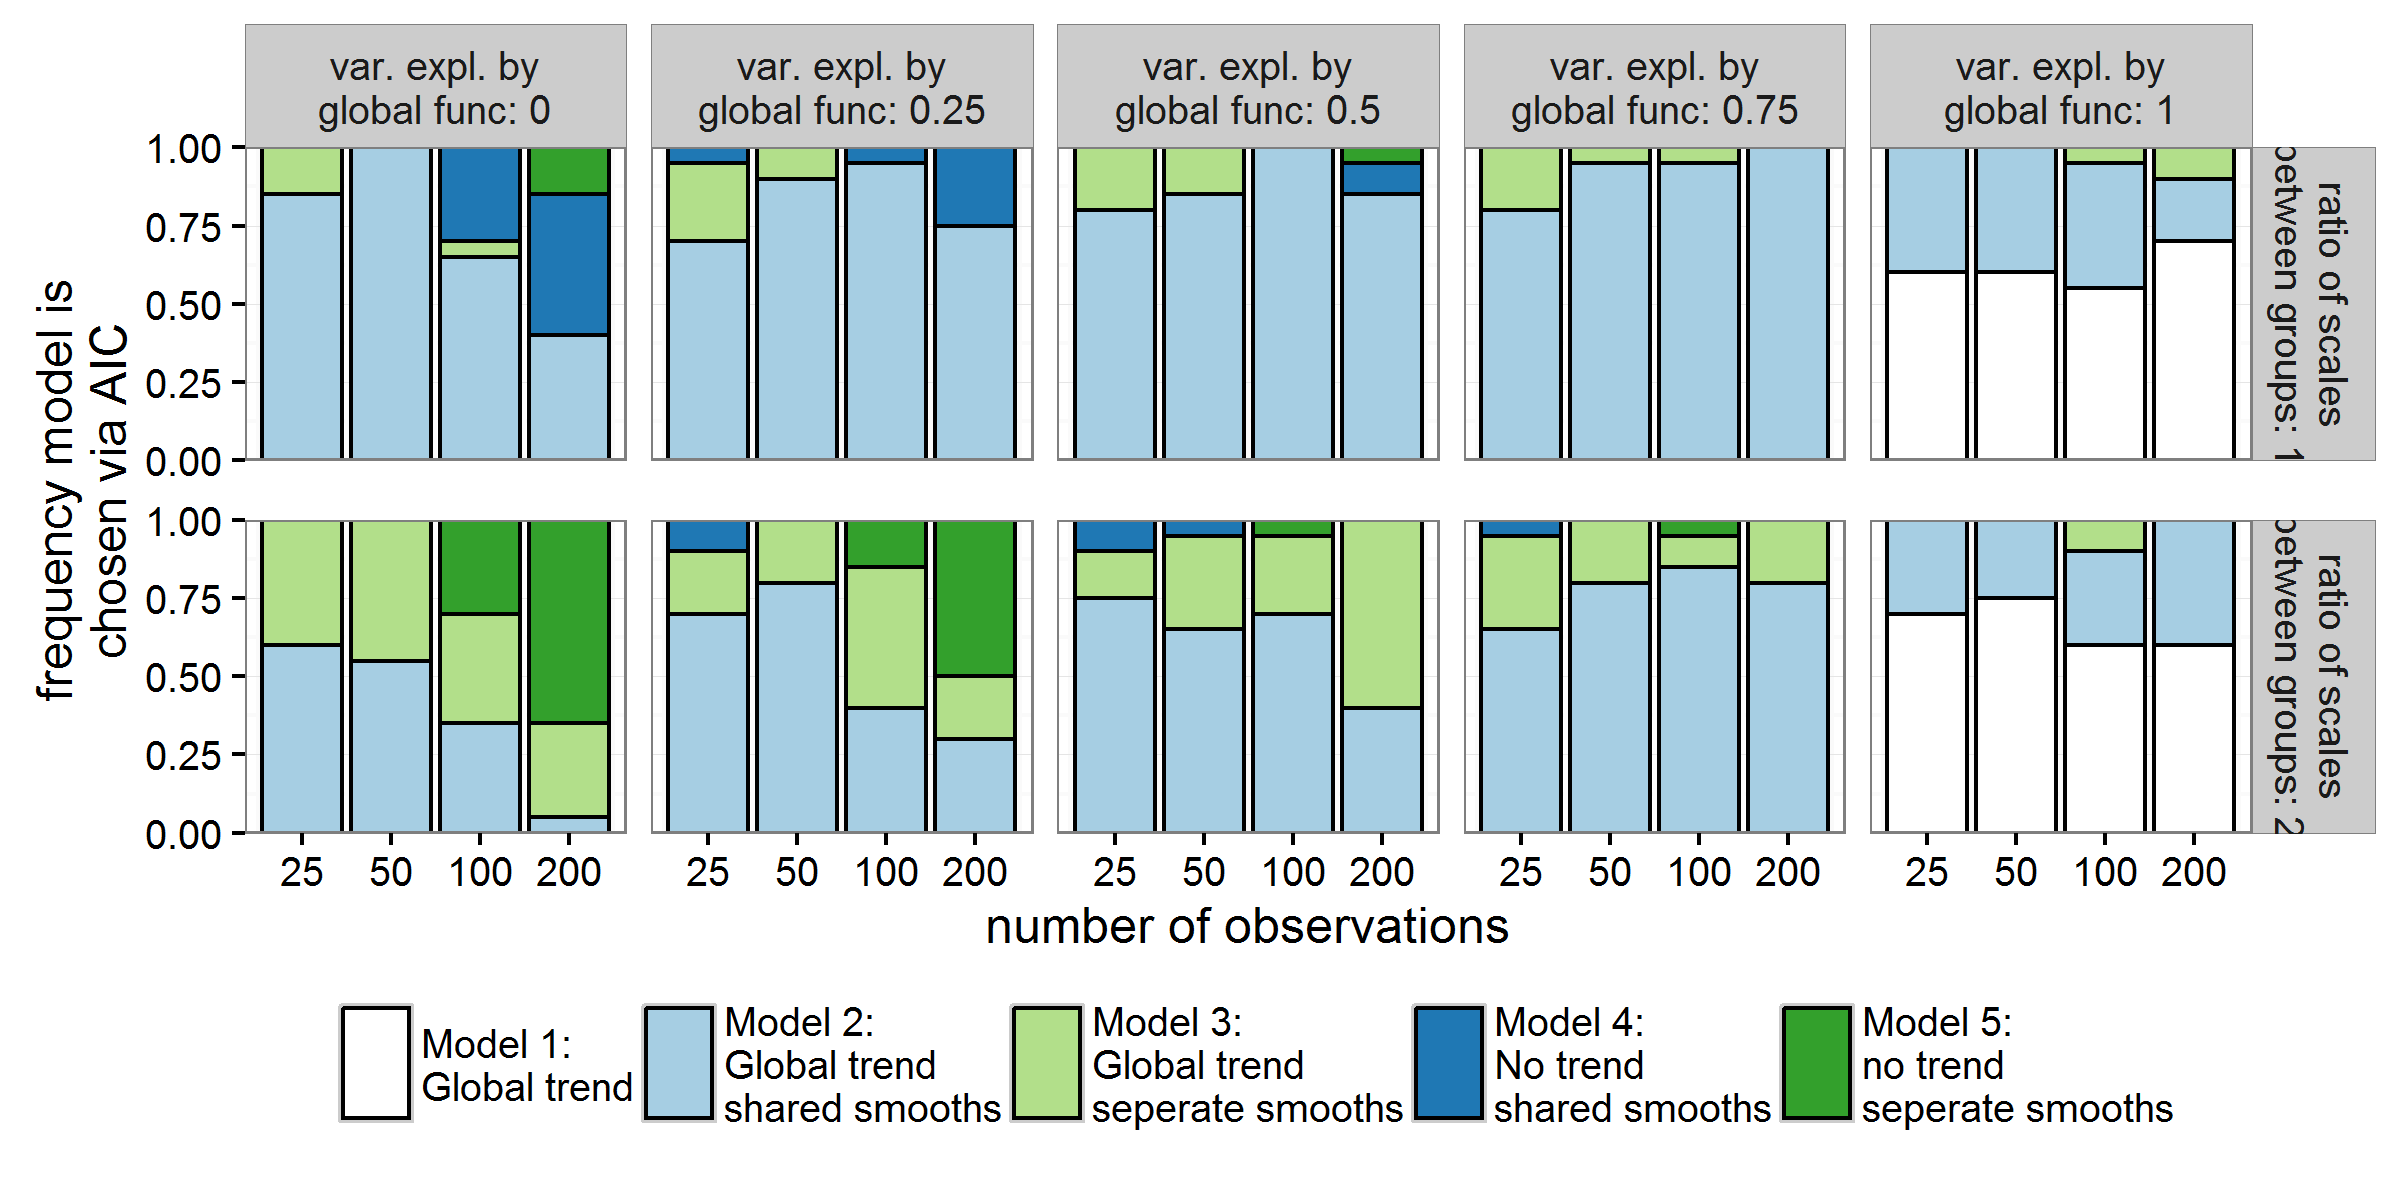 var. expl. by
global func: 0
var. expl. by
global func: 0.25
var. expl. by
global func: 0.5
var. expl. by
global func: 0.75
var. expl. by
global func: 1
frequency model is
chosen via AIC
1.00
0.75
0.50
0.25
0.00
ratio of scales
between groups: 1
1.00
0.75
0.50
0.25
0.00
ratio of scales
between groups: 2
25 50 100 200
25 50 100 200
25 50 100 200
25 50 100 200
25 50 100 200
number of observations
Model 1:
Global trend
Model 2:
Global trend
shared smooths
Model 3:
Global trend
seperate smooths
Model 4:
No trend
shared smooths
Model 5:
no trend
seperate smooths